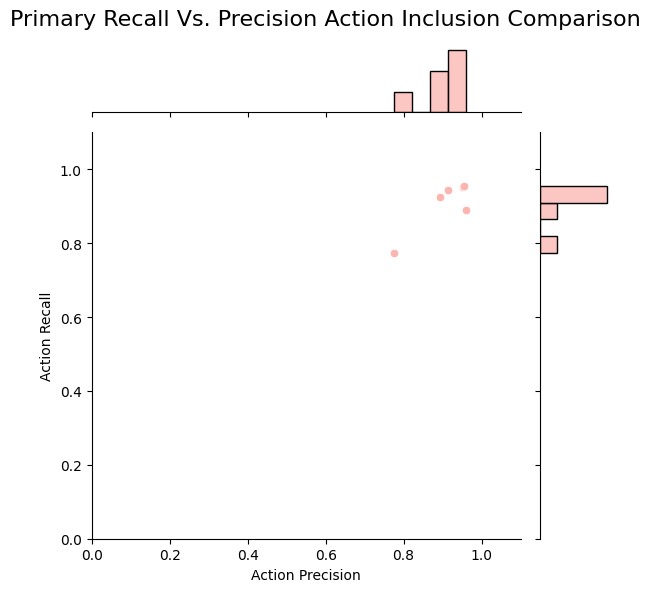 Primary Recall Vs. Precision Action Inclusion Comparison
1.0
0.8
0.6
0.4
0.2
0.0
Action Recall
0.0 0.2 0.4 0.6 0.8 1.0
Action Precision